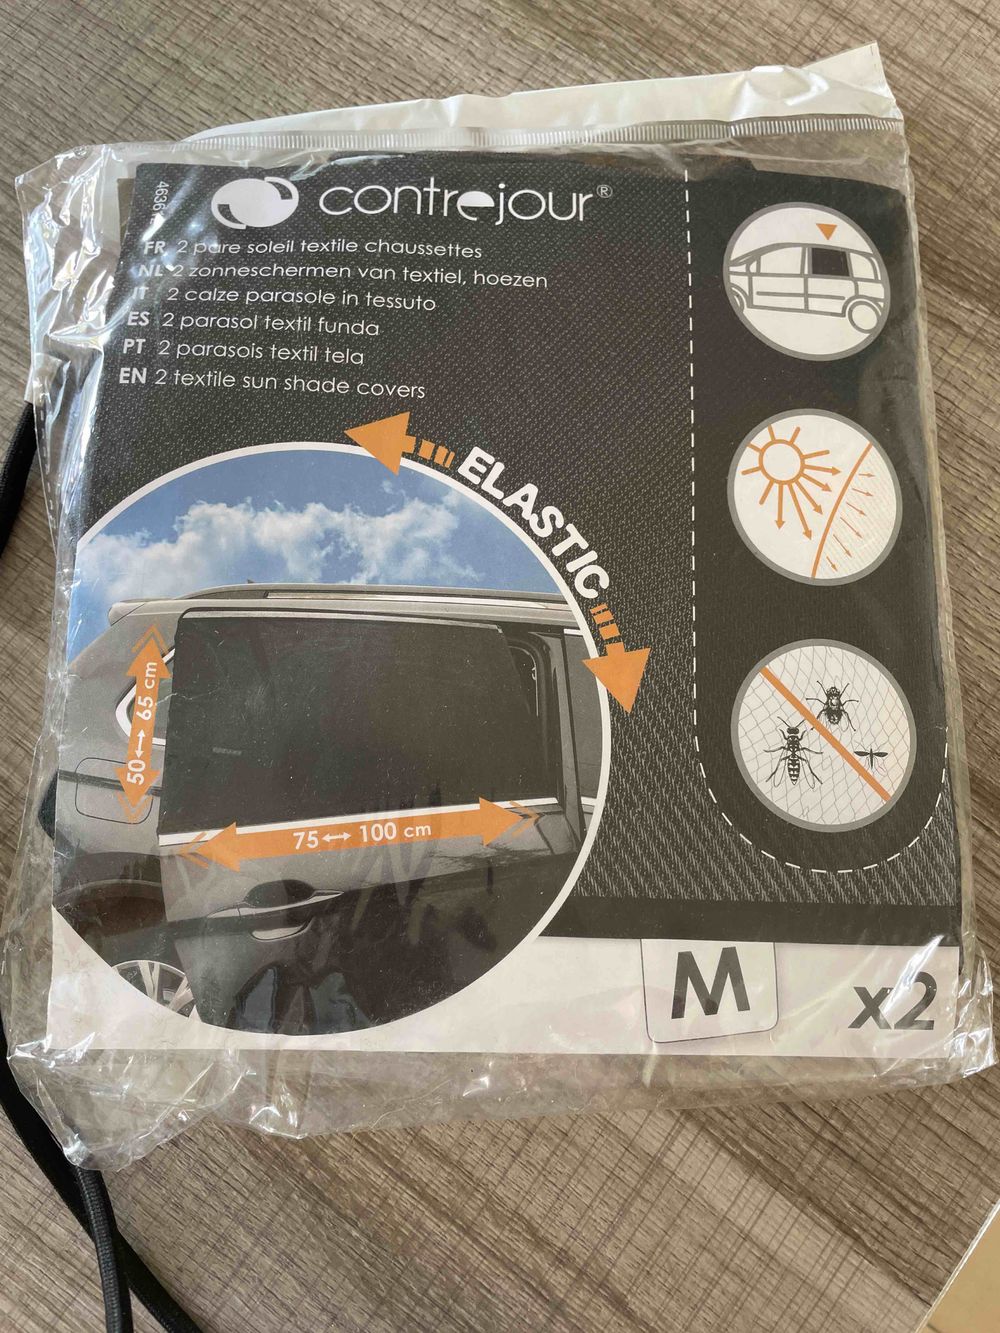 contrejour®
FR 2 pare soleil textile chaussettes
NL 2 zonneschermen van textiel, hoezen
IT 2 calze parasole in tessuto
ES 2 parasol textil funda
PT 2 parasois textil tela
EN 2 textile sun shade covers
ELASTIC
50↔65 cm
75↔100 cm
M
x2